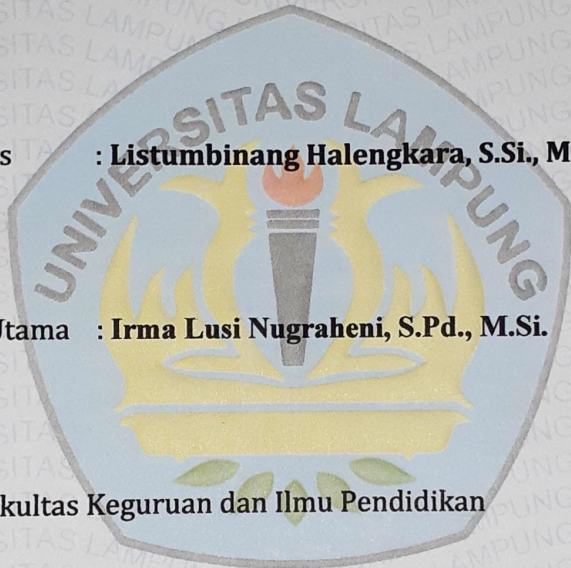 UNIVERSITAS LAMPUNG
s : Listumbinang Halengkara, S.Si., M
Utama : Irma Lusi Nugraheni, S.Pd., M.Si.
kultas Keguruan dan Ilmu Pendidikan